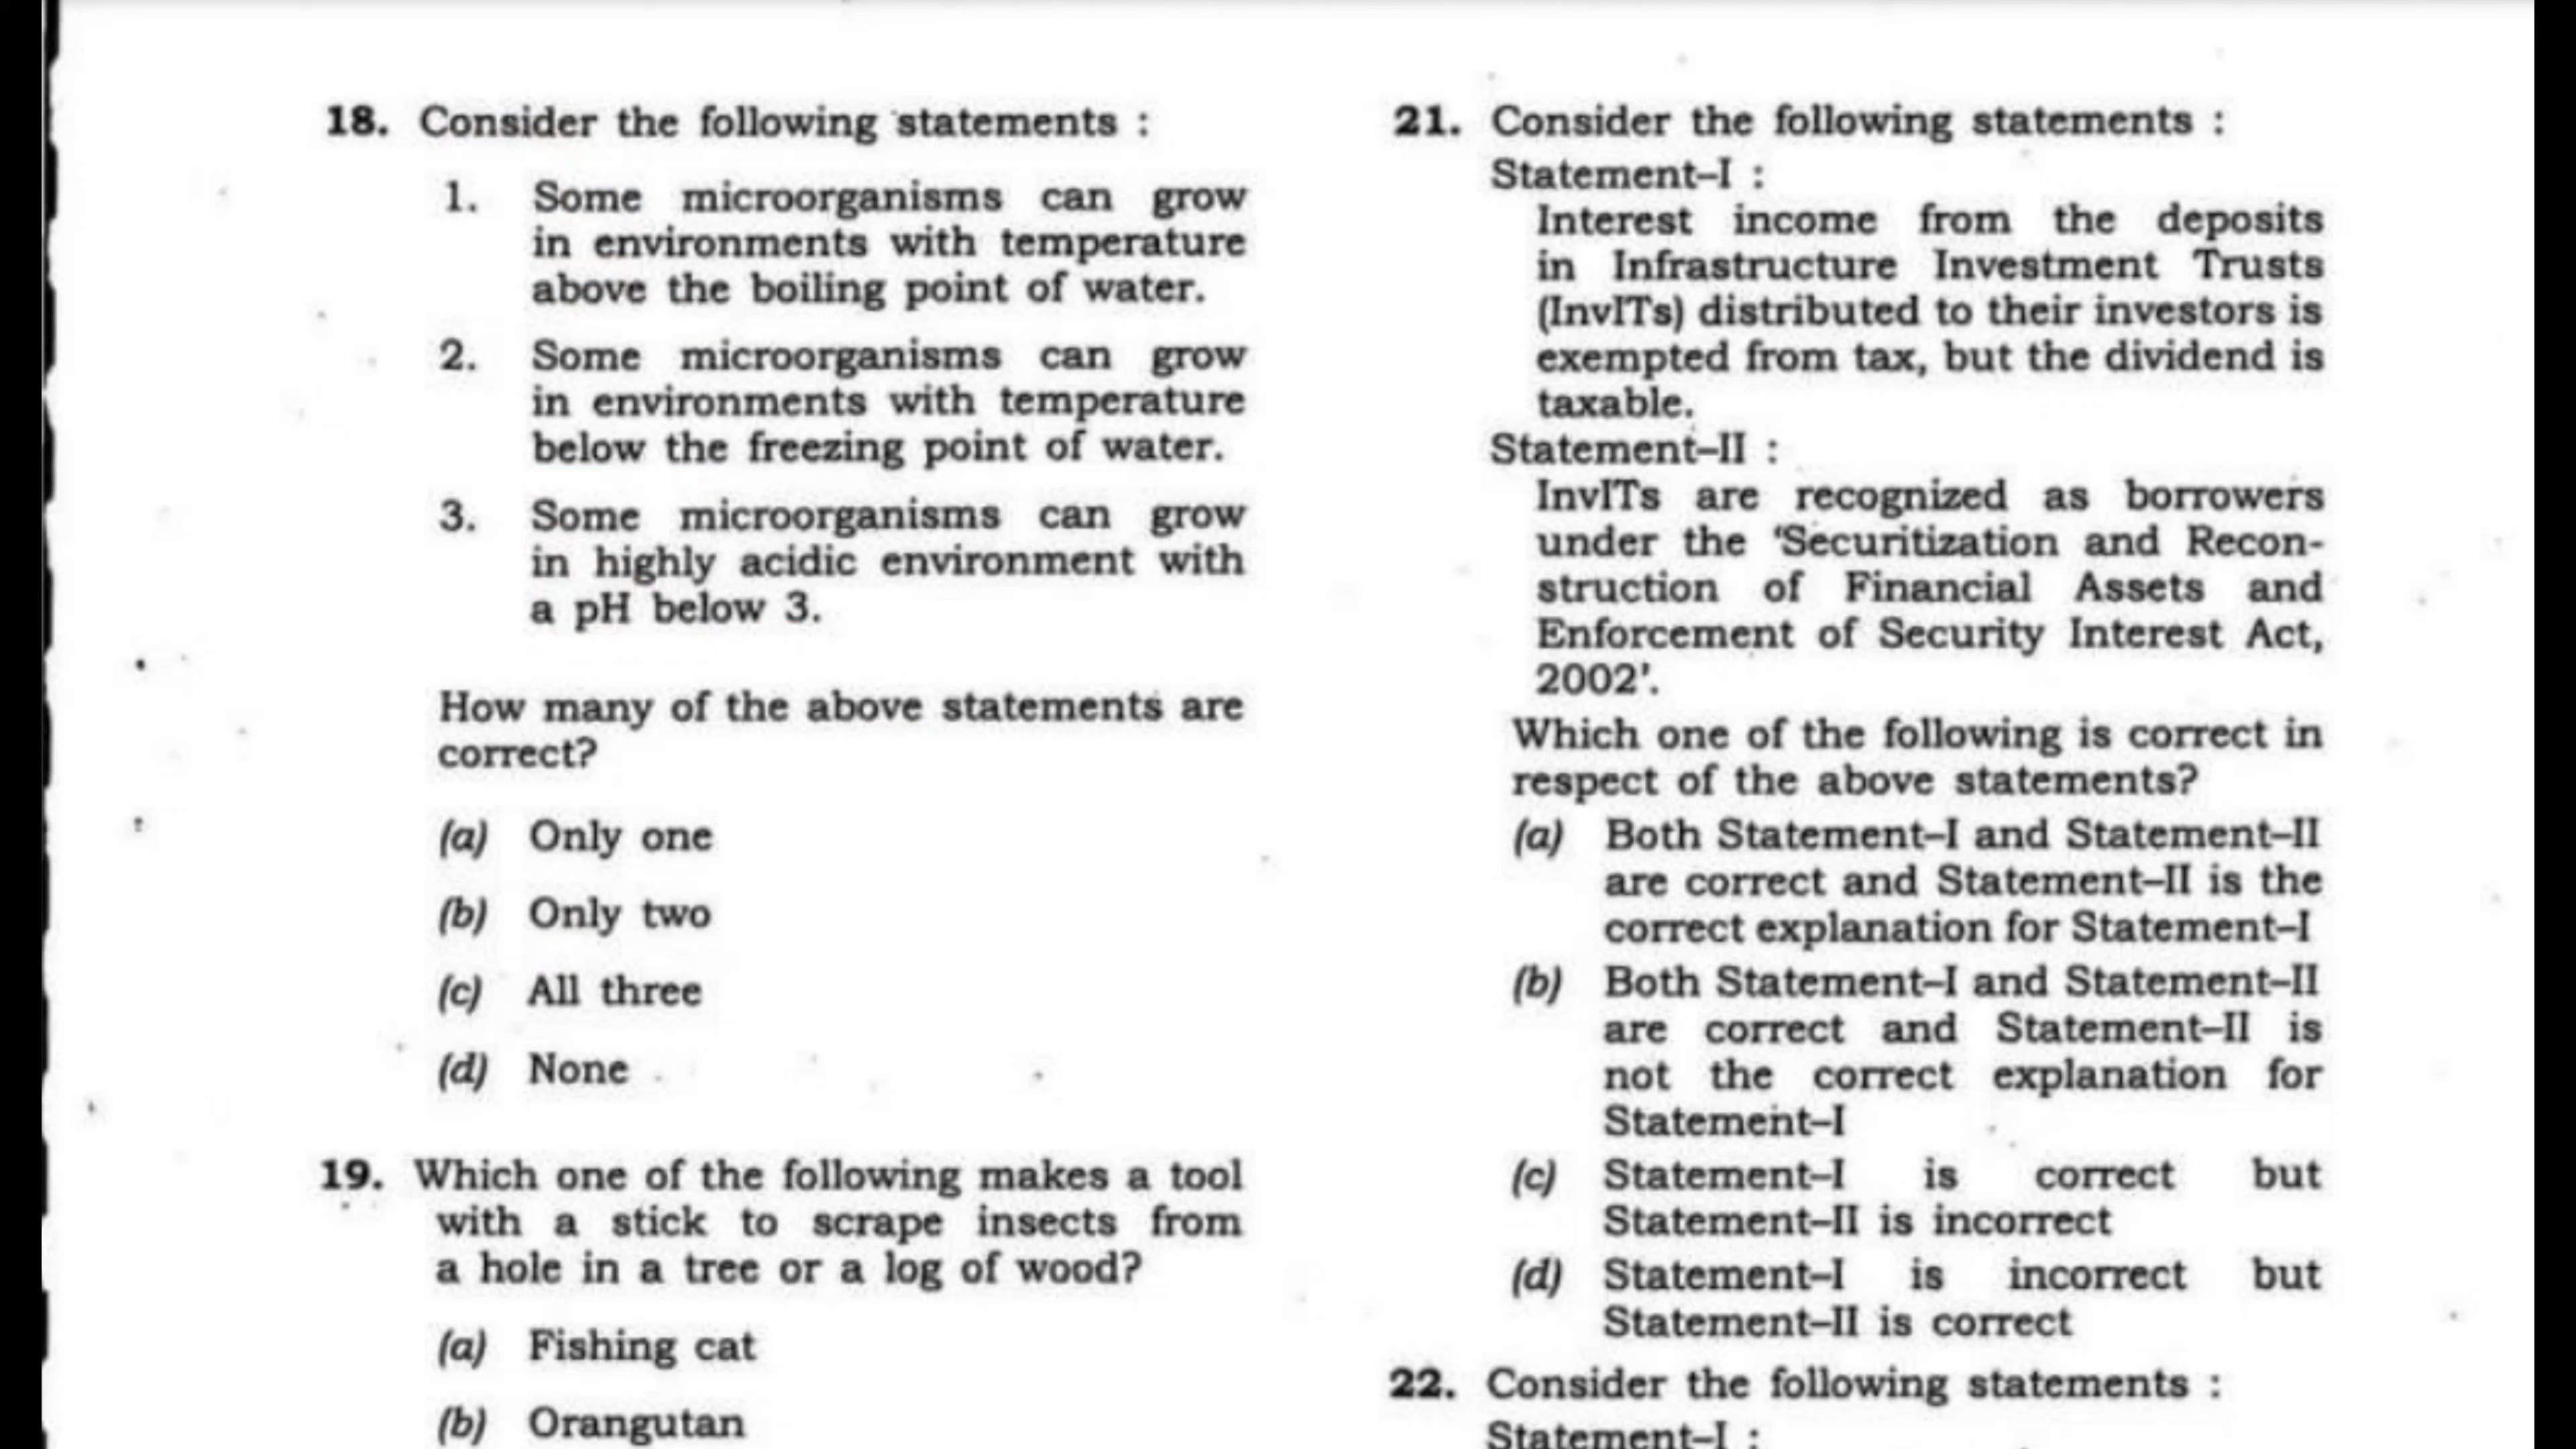 18. Consider the following statements :
1. Some microorganisms can grow
in environments with temperature
above the boiling point of water.
2. Some microorganisms can grow
in environments with temperature
below the freezing point of water.
3. Some microorganisms can grow
in highly acidic environment with
a pH below 3.
How many of the above statements are
correct?
(a) Only one
(b) Only two
(c) All three
(d) None
19. Which one of the following makes a tool
with a stick to scrape insects from
a hole in a tree or a log of wood?
(a) Fishing cat
(b) Orangutan
21. Consider the following statements :
Statement–I :
Interest income from the deposits
in Infrastructure Investment Trusts
(InvITs) distributed to their investors is
exempted from tax, but the dividend is
taxable.
Statement–II :
InvITs are recognized as borrowers
under the ‘Securitization and Recon-
struction of Financial Assets and
Enforcement of Security Interest Act,
2002’.
Which one of the following is correct in
respect of the above statements?
(a) Both Statement–I and Statement–II
are correct and Statement–II is the
correct explanation for Statement–I
(b) Both Statement–I and Statement–II
are correct and Statement–II is
not the correct explanation for
Statement–I
(c) Statement–I is correct but
Statement–II is incorrect
(d) Statement–I is incorrect but
Statement–II is correct
22. Consider the following statements :
Statement–I :